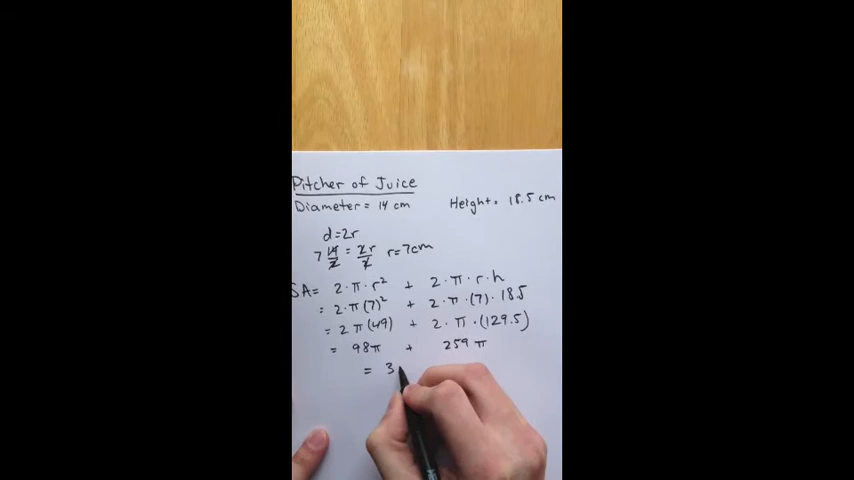 Pitcher of Juice
Diameter = 14 cm Height = 18.5 cm
d=2r
7 14/2 = 2r/2 r=7cm
SA = 2·π·r² + 2·π·r·h
= 2·π(7)² + 2·π·(7)·18.5
= 2π(49) + 2·π·(129.5)
= 98π + 259π
= 3